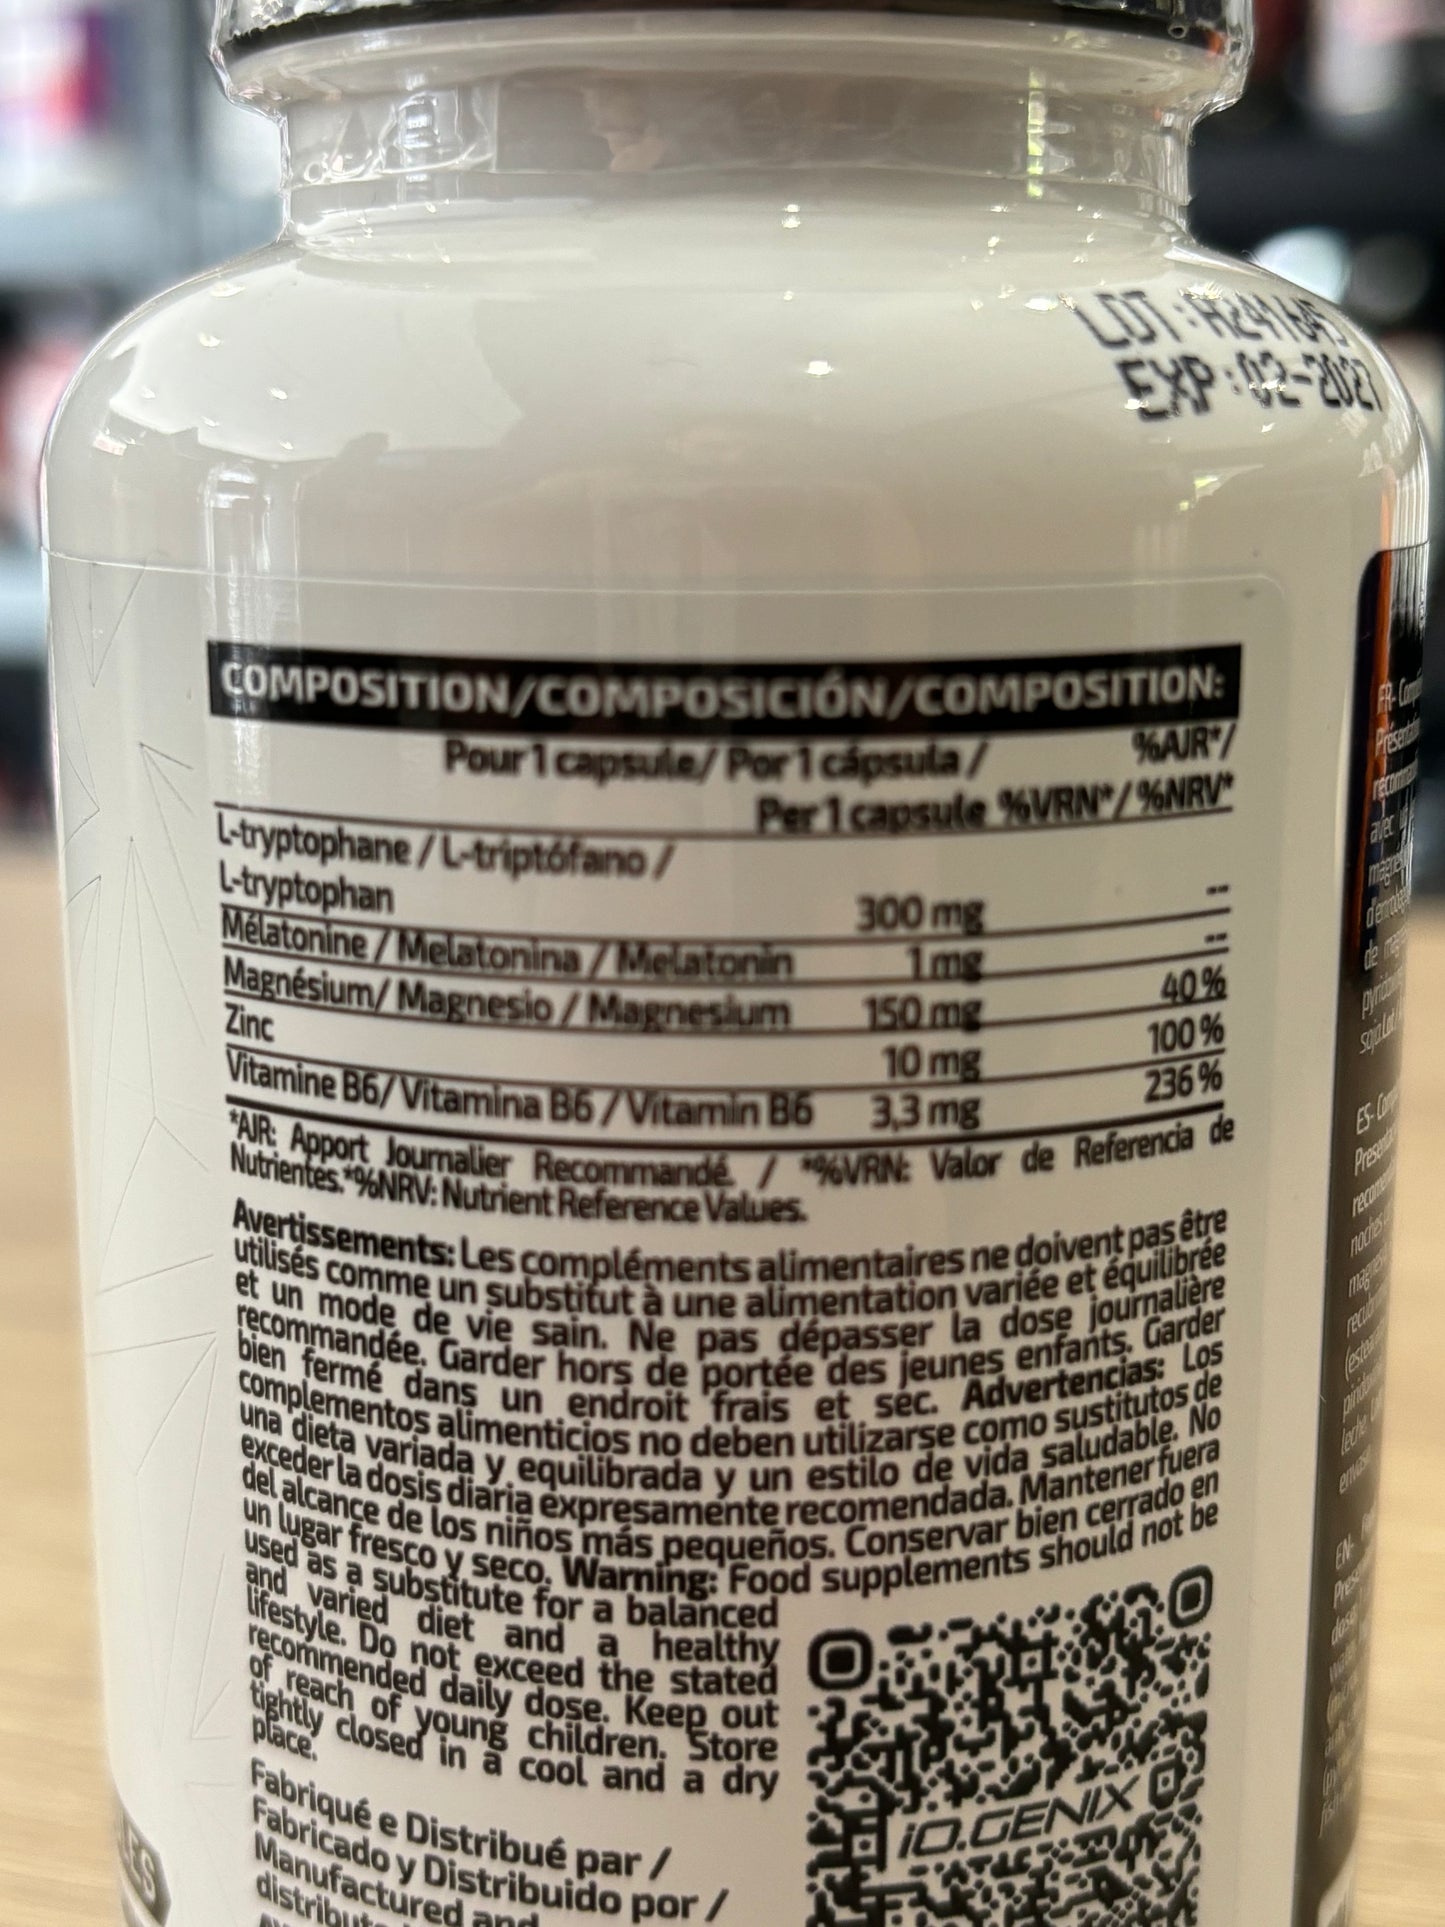 LOT:A241645
EXP:02-2027
COMPOSITION/COMPOSICIÓN/COMPOSITION:
Pour 1 capsule/ Por 1 cápsula / %AJR*/
Per 1 capsule %VRN*/%NRV*
L-tryptophane / L-triptófano /
L-tryptophan 300 mg --
Mélatonine / Melatonina / Melatonin 1 mg --
Magnésium/ Magnesio / Magnesium 150 mg 40 %
Zinc 10 mg 100 %
Vitamine B6/ Vitamina B6 / Vitamin B6 3,3 mg 236 %
*AJR: Apport Journalier Recommandé. / *%VRN: Valor de Referencia de
Nutrientes.*%NRV: Nutrient Reference Values.
Avertissements: Les compléments alimentaires ne doivent pas être
utilisés comme un substitut à une alimentation variée et équilibrée
et un mode de vie sain. Ne pas dépasser la dose journalière
recommandée. Garder hors de portée des jeunes enfants. Garder
bien fermé dans un endroit frais et sec. Advertencias: Los
complementos alimenticios no deben utilizarse como sustitutos de
una dieta variada y equilibrada y un estilo de vida saludable. No
exceder la dosis diaria expresamente recomendada. Mantener fuera
del alcance de los niños más pequeños. Conservar bien cerrado en
un lugar fresco y seco. Warning: Food supplements should not be
used as a substitute for a balanced
and varied diet and a healthy
lifestyle. Do not exceed the stated
recommended daily dose. Keep out
of reach of young children. Store
tightly closed in a cool and a dry
place.
iO.GENIX
Fabriqué e Distribué par /
Fabricado y Distribuido por /
Manufactured and